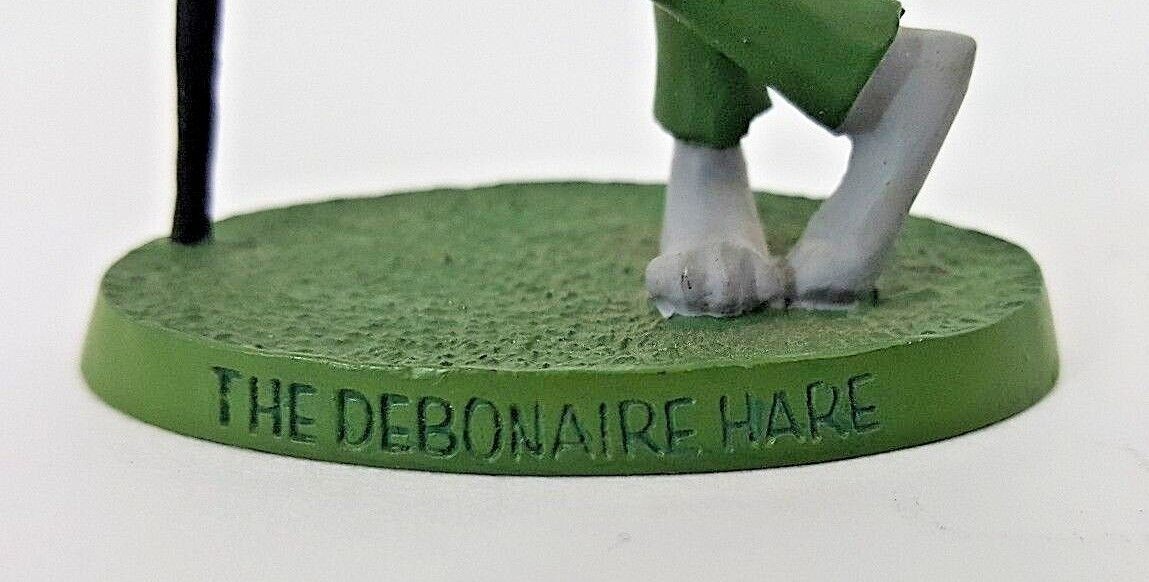 THE DEBONAIRE HARE